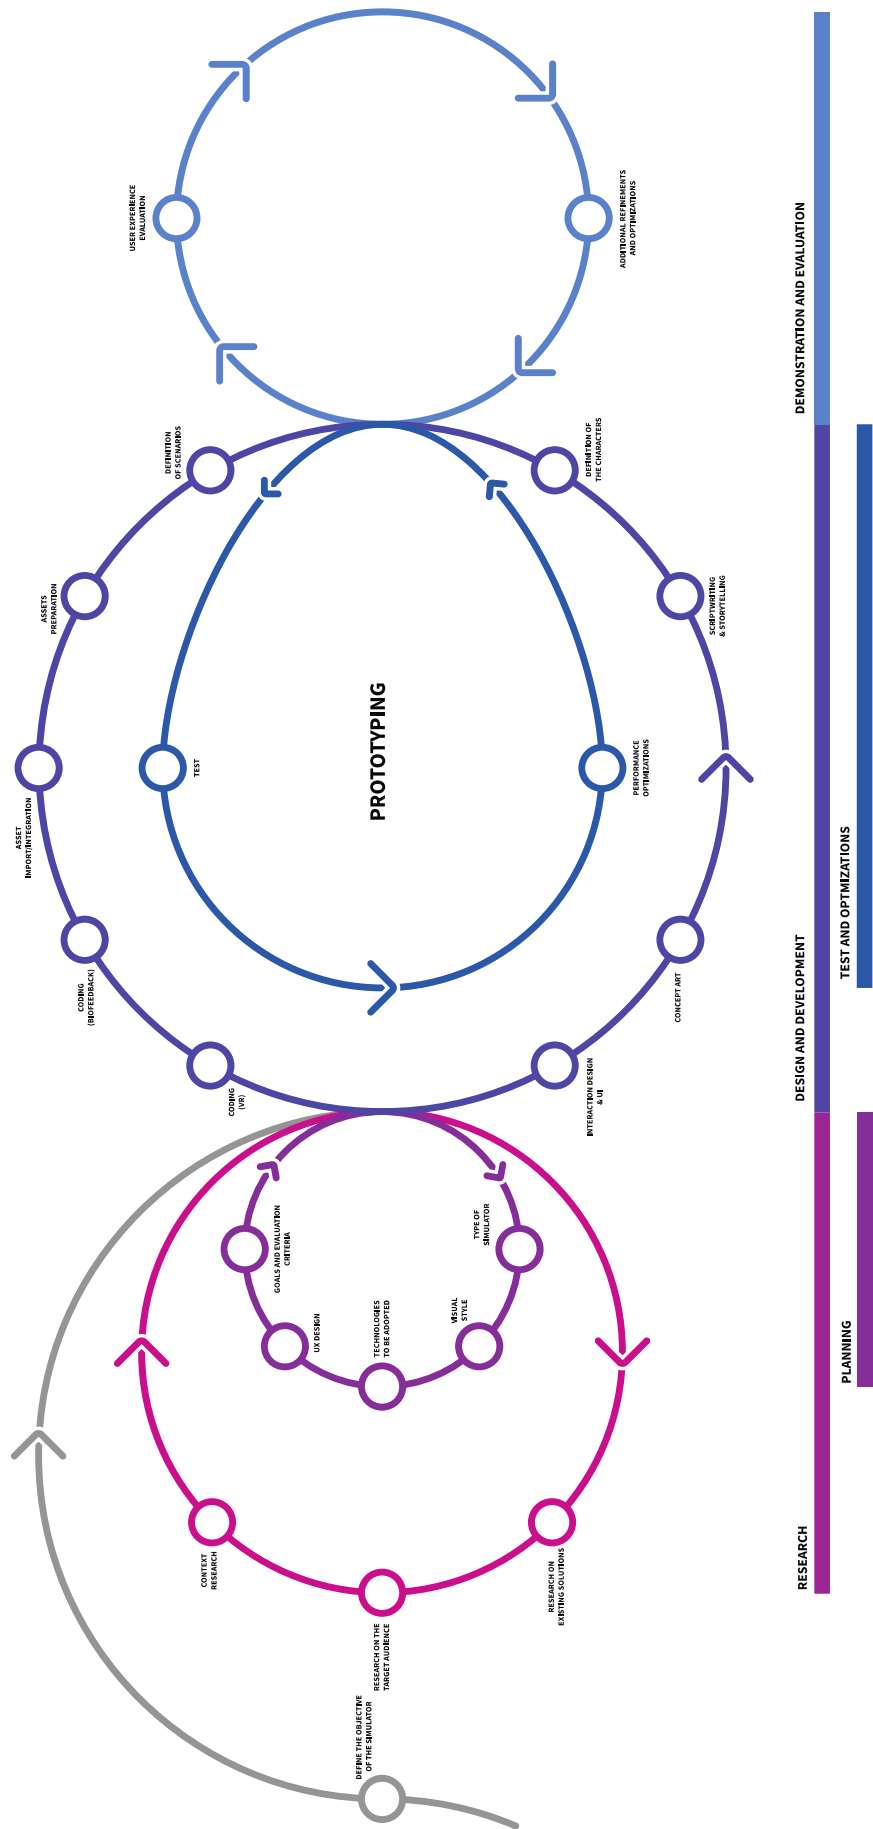 DEFINE THE OBJECTIVE
OF THE SIMULATOR
RESEARCH ON THE
TARGET AUDIENCE
CONTEXT
RESEARCH
RESEARCH ON
EXISTING SOLUTIONS
GOALS AND EVALUATION
CRITERIA
UX DESIGN
TECHNOLOGIES
TO BE ADOPTED
VISUAL
STYLE
TYPE OF
SIMULATOR
CODING
(VR)
CODING
(BIOFEEDBACK)
ASSET
IMPORT/INTEGRATION
ASSETS
PREPARATION
DEFINITION
OF SCENARIOS
TEST
PROTOTYPING
PERFORMANCE
OPTIMIZATIONS
INTERACTION DESIGN
& UI
CONCEPT ART
SCRIPTWRITING
& STORYTELLING
DEFINITION OF
THE CHARACTERS
USER EXPERIENCE
EVALUATION
ADDITIONAL REFINEMENTS
AND OPTIMIZATIONS
RESEARCH
DESIGN AND DEVELOPMENT
DEMONSTRATION AND EVALUATION
PLANNING
TEST AND OPTMIZATIONS